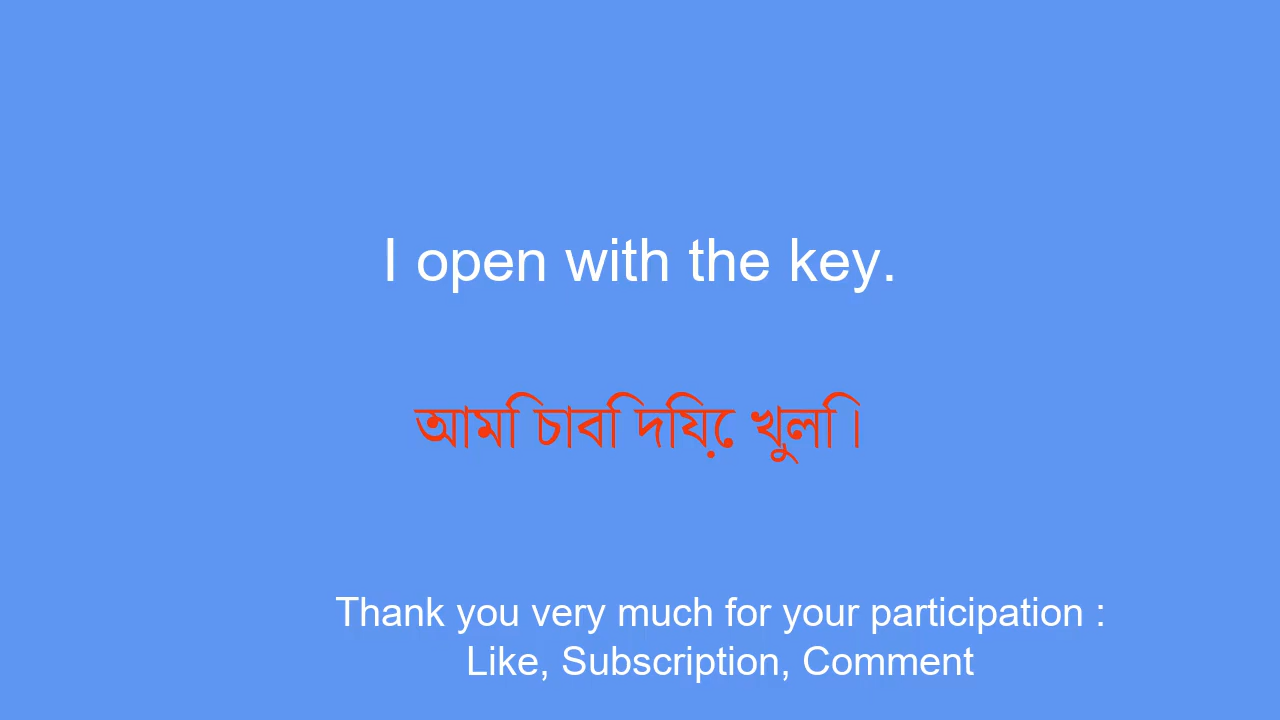 I open with the key.
আমি চাবি দিয়ে খুলি।
Thank you very much for your participation :
Like, Subscription, Comment